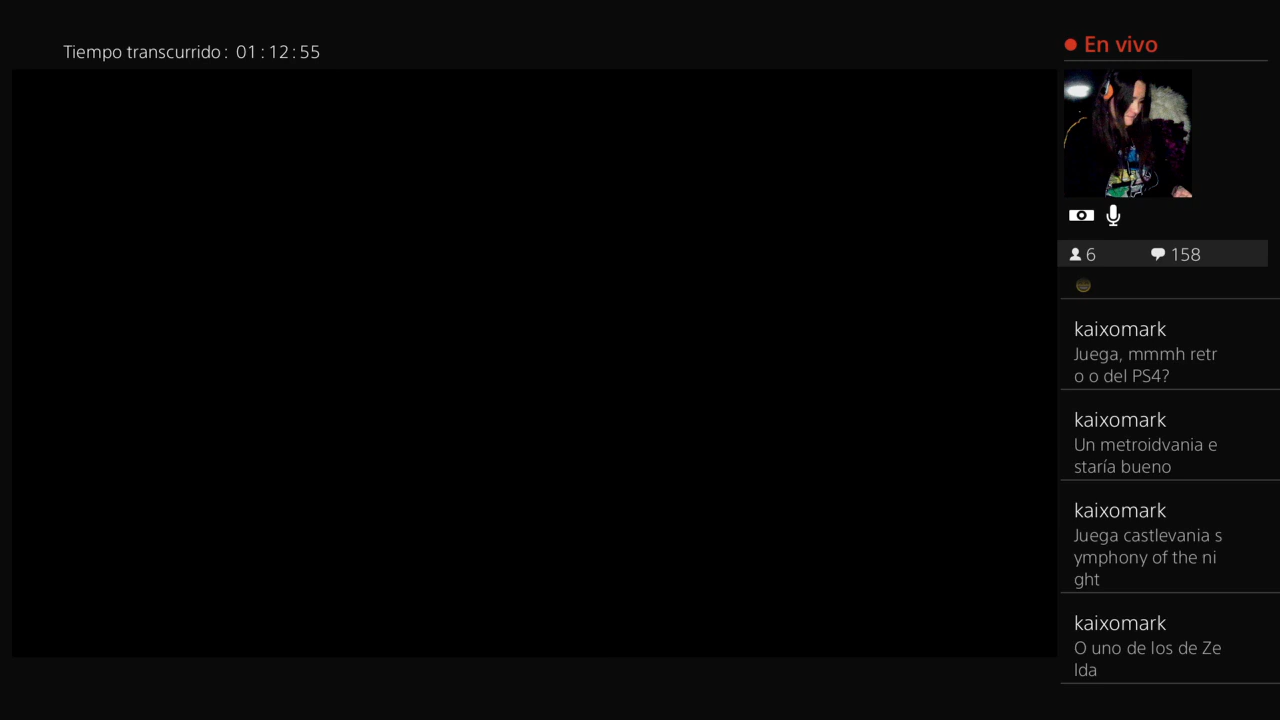 Tiempo transcurrido: 01:12:55
En vivo
6 158
kaixomark
Juega, mmmh retr
o o del PS4?
kaixomark
Un metroidvania e
staría bueno
kaixomark
Juega castlevania s
ymphony of the ni
ght
kaixomark
O uno de los de Ze
lda